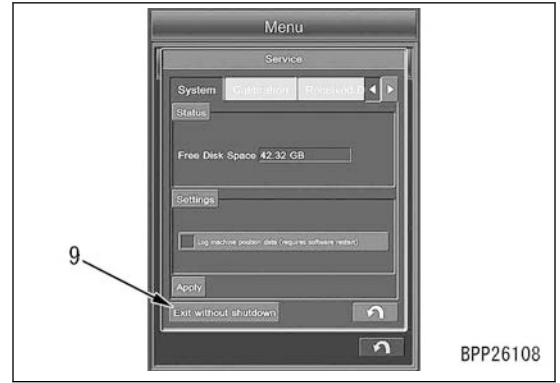 Menu
Service
System Calibration Received D
Status
Free Disk Space 42.32 GB
Settings
Log machine position data (requires software restart)
Apply
9
Exit without shutdown
BPP26108